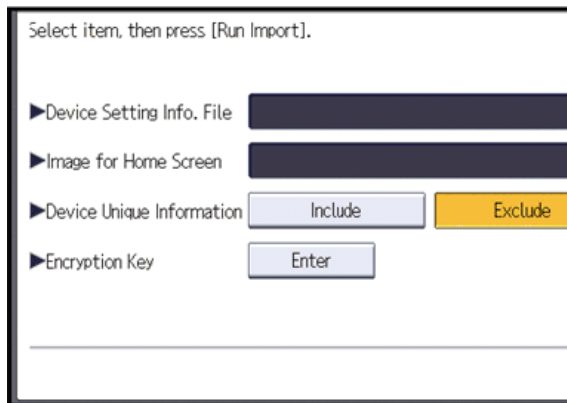 Select item, then press [Run Import].
▶Device Setting Info. File
▶Image for Home Screen
▶Device Unique Information Include Exclude
▶Encryption Key Enter